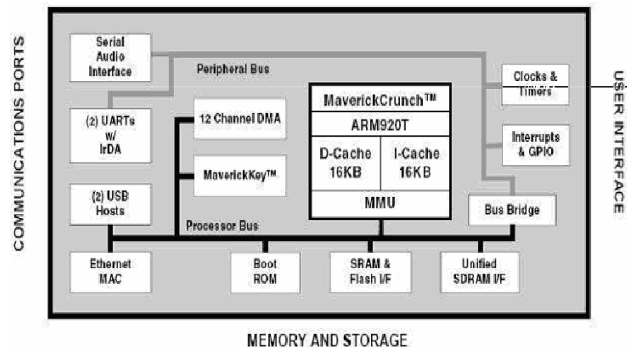 COMMUNICATIONS PORTS
Serial
Audio
Interface
Peripheral Bus
(2) UARTs
w/
IrDA
12 Channel DMA
MaverickKey™
(2) USB
Hosts
Processor Bus
MaverickCrunch™
ARM920T
D-Cache
16KB
I-Cache
16KB
MMU
Clocks &
Timers
Interrupts
& GPIO
Bus Bridge
USER INTERFACE
Ethernet
MAC
Boot
ROM
SRAM &
Flash I/F
Unified
SDRAM I/F
MEMORY AND STORAGE